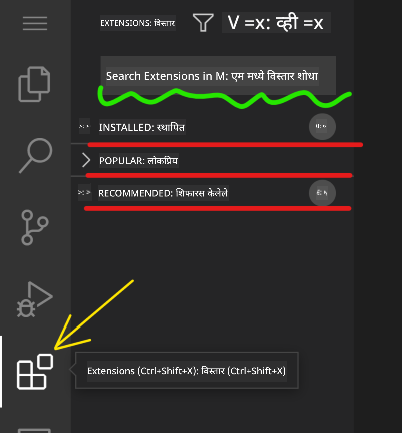 EXTENSIONS: विस्तार
V =x: व्ही =x
Search Extensions in M: एम मध्ये विस्तार शोधा
INSTALLED: स्थापित
POPULAR: लोकप्रिय
RECOMMENDED: शिफारस केलेले
Extensions (Ctrl+Shift+X): विस्तार (Ctrl+Shift+X)